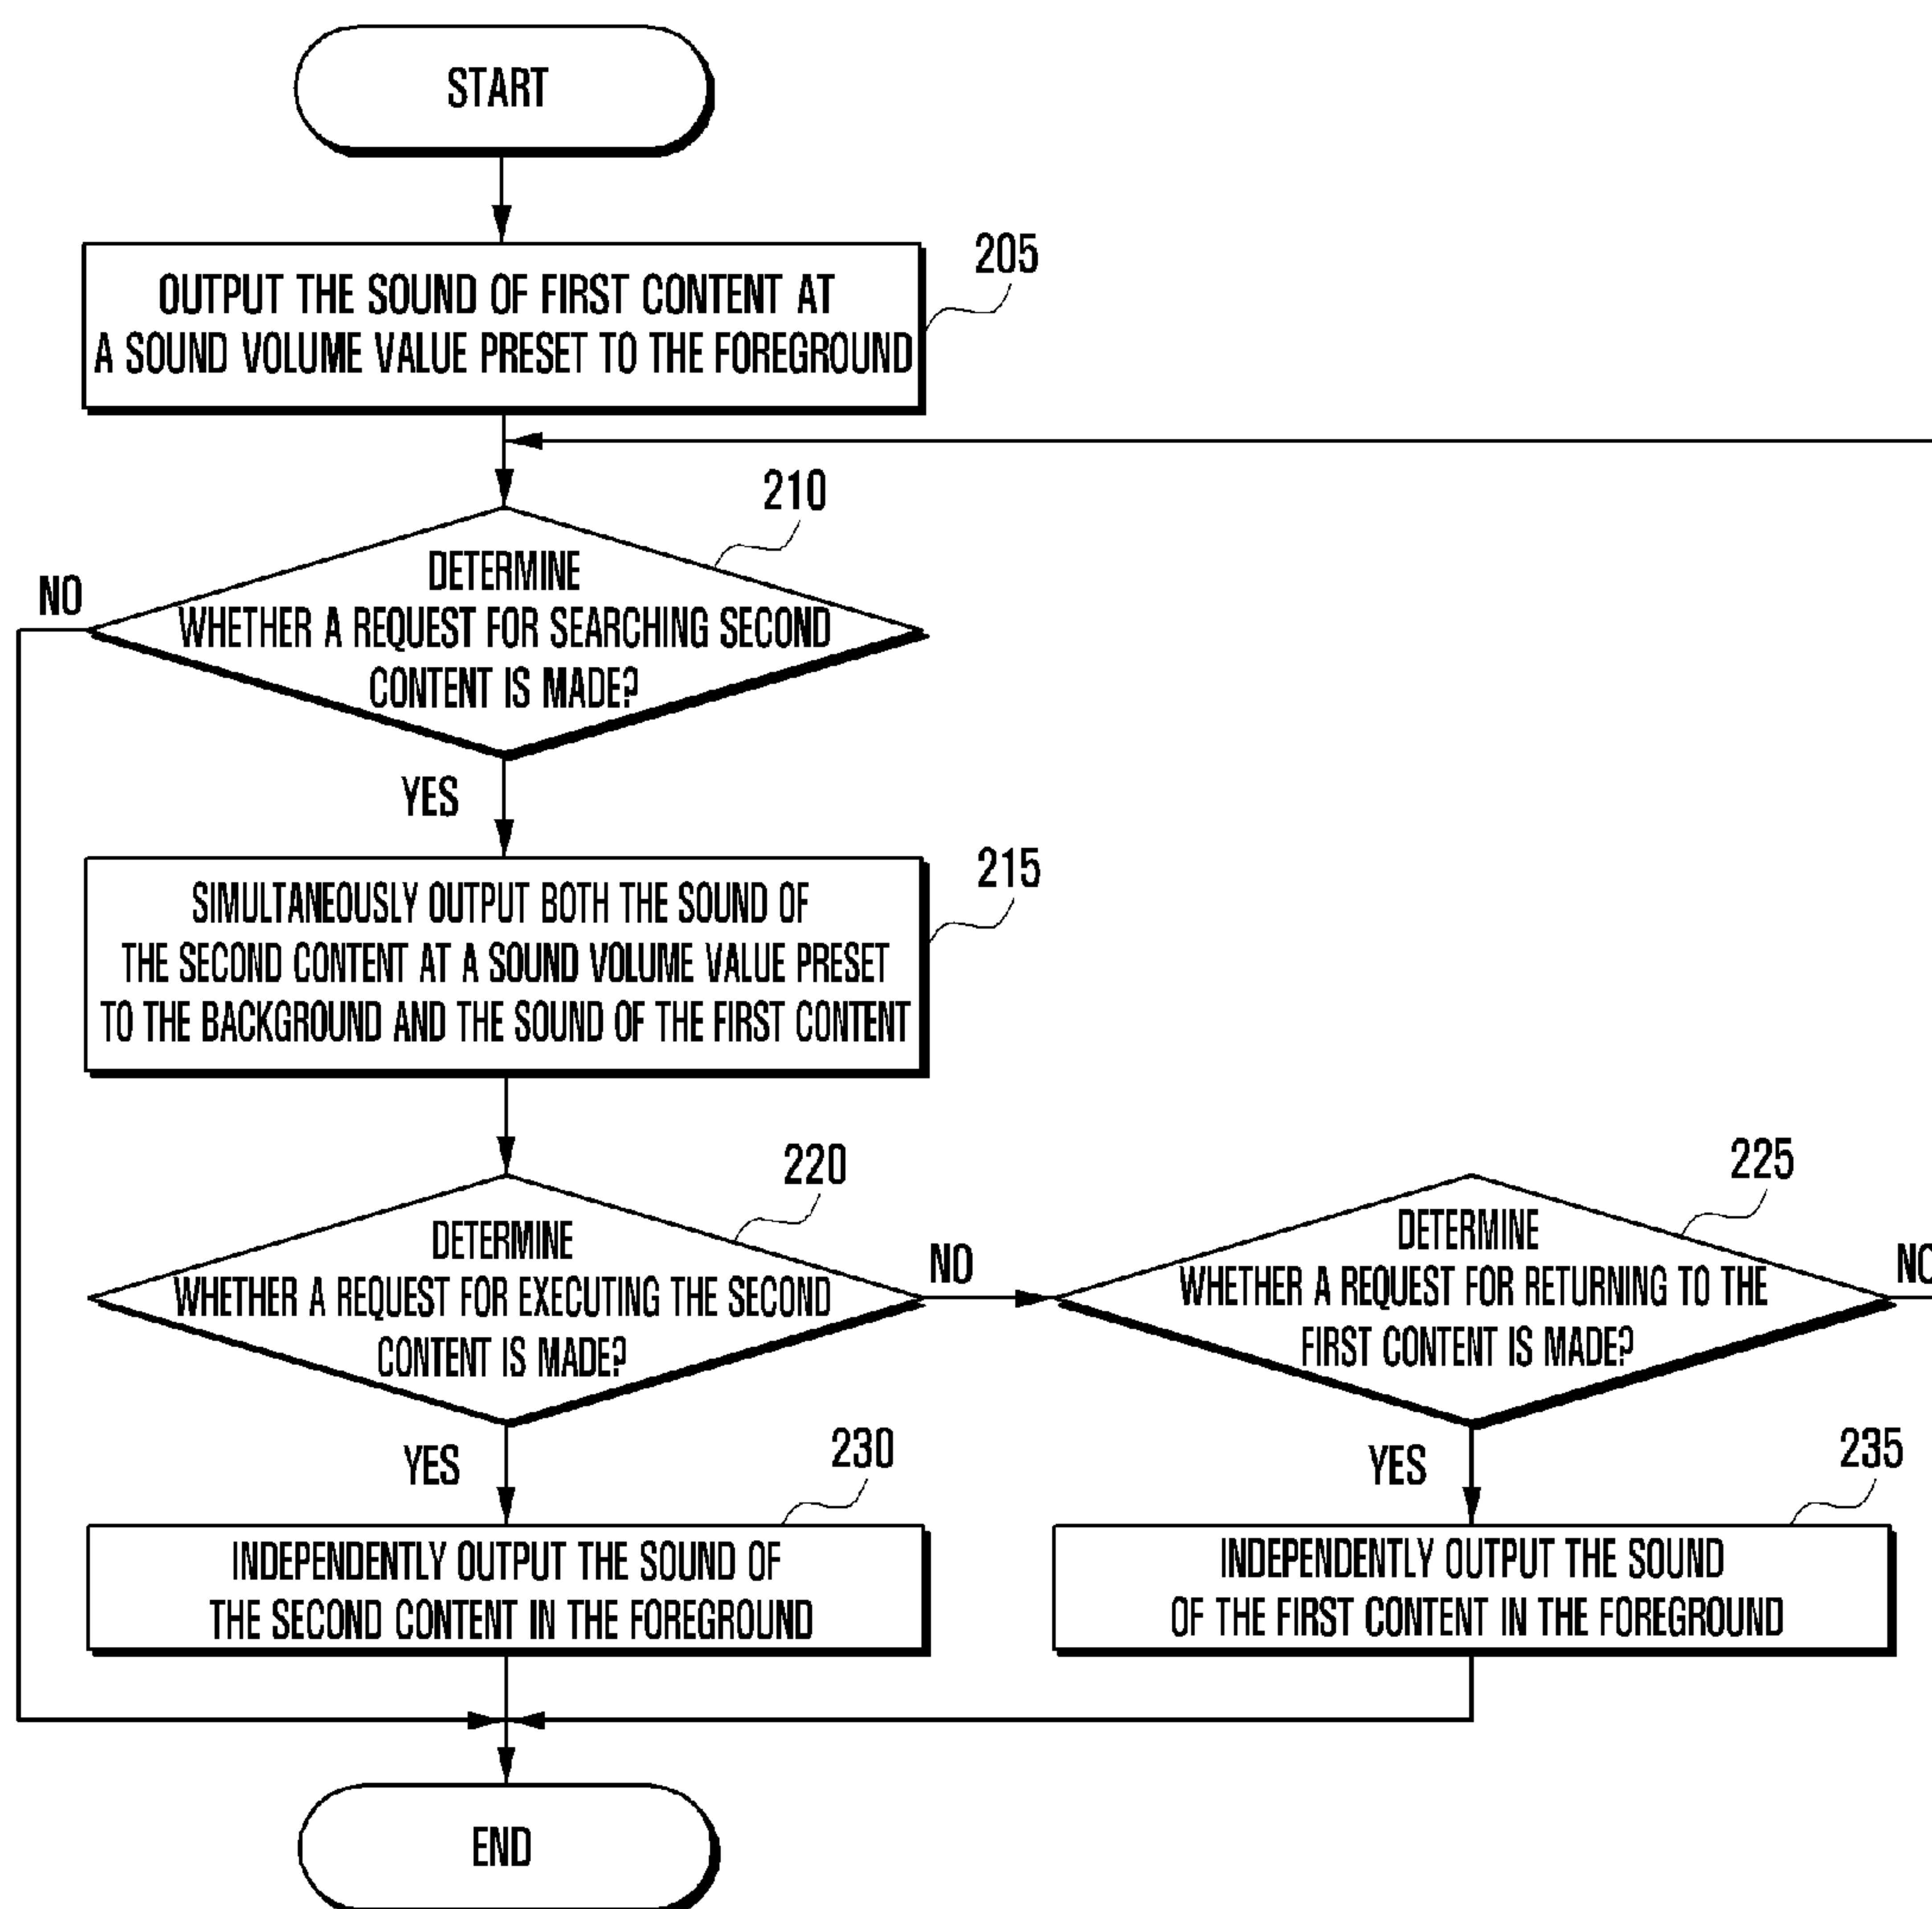 START
205
OUTPUT THE SOUND OF FIRST CONTENT AT
A SOUND VOLUME VALUE PRESET TO THE FOREGROUND
210
DETERMINE
WHETHER A REQUEST FOR SEARCHING SECOND
CONTENT IS MADE?
NO
YES
215
SIMULTANEOUSLY OUTPUT BOTH THE SOUND OF
THE SECOND CONTENT AT A SOUND VOLUME VALUE PRESET
TO THE BACKGROUND AND THE SOUND OF THE FIRST CONTENT
220
DETERMINE
WHETHER A REQUEST FOR EXECUTING THE SECOND
CONTENT IS MADE?
NO
225
DETERMINE
WHETHER A REQUEST FOR RETURNING TO THE
FIRST CONTENT IS MADE?
NO
YES
230
INDEPENDENTLY OUTPUT THE SOUND OF
THE SECOND CONTENT IN THE FOREGROUND
YES
235
INDEPENDENTLY OUTPUT THE SOUND
OF THE FIRST CONTENT IN THE FOREGROUND
END